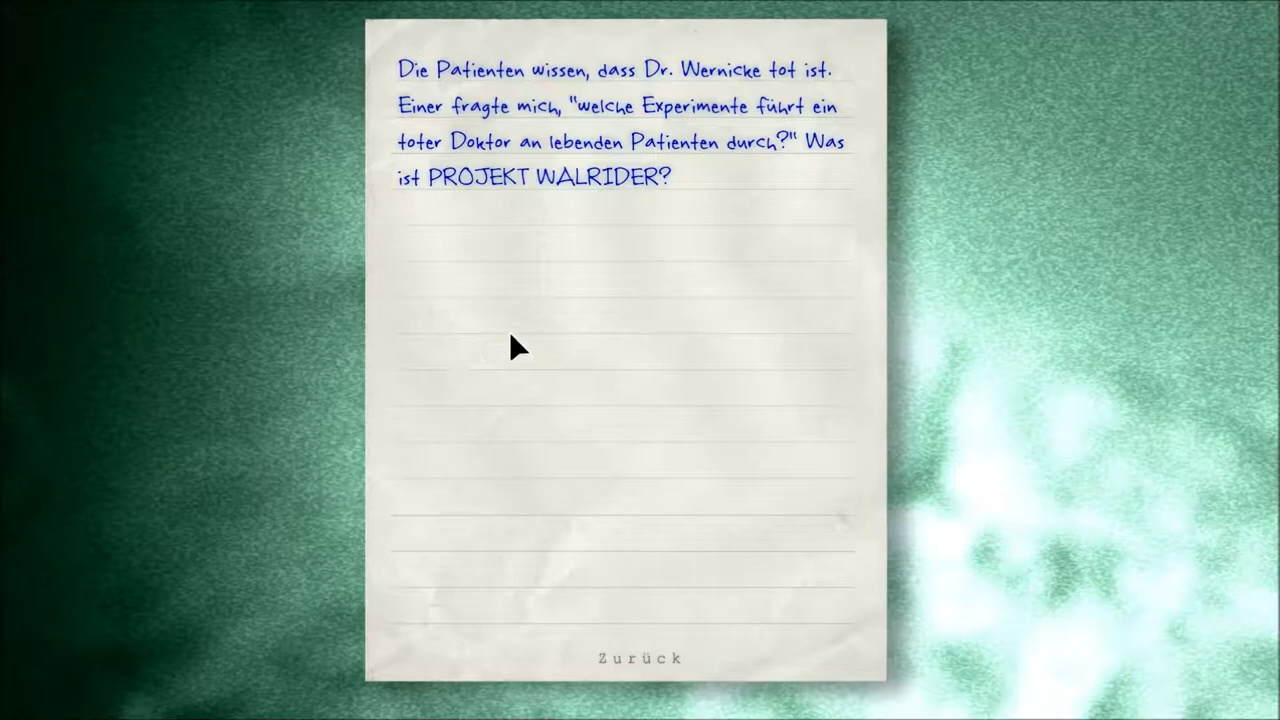 Die Patienten wissen, dass Dr. Wernicke tot ist.
Einer fragte mich, "welche Experimente führt ein
toter Doktor an lebenden Patienten durch?" Was
ist PROJEKT WALRIDER?
Zurück